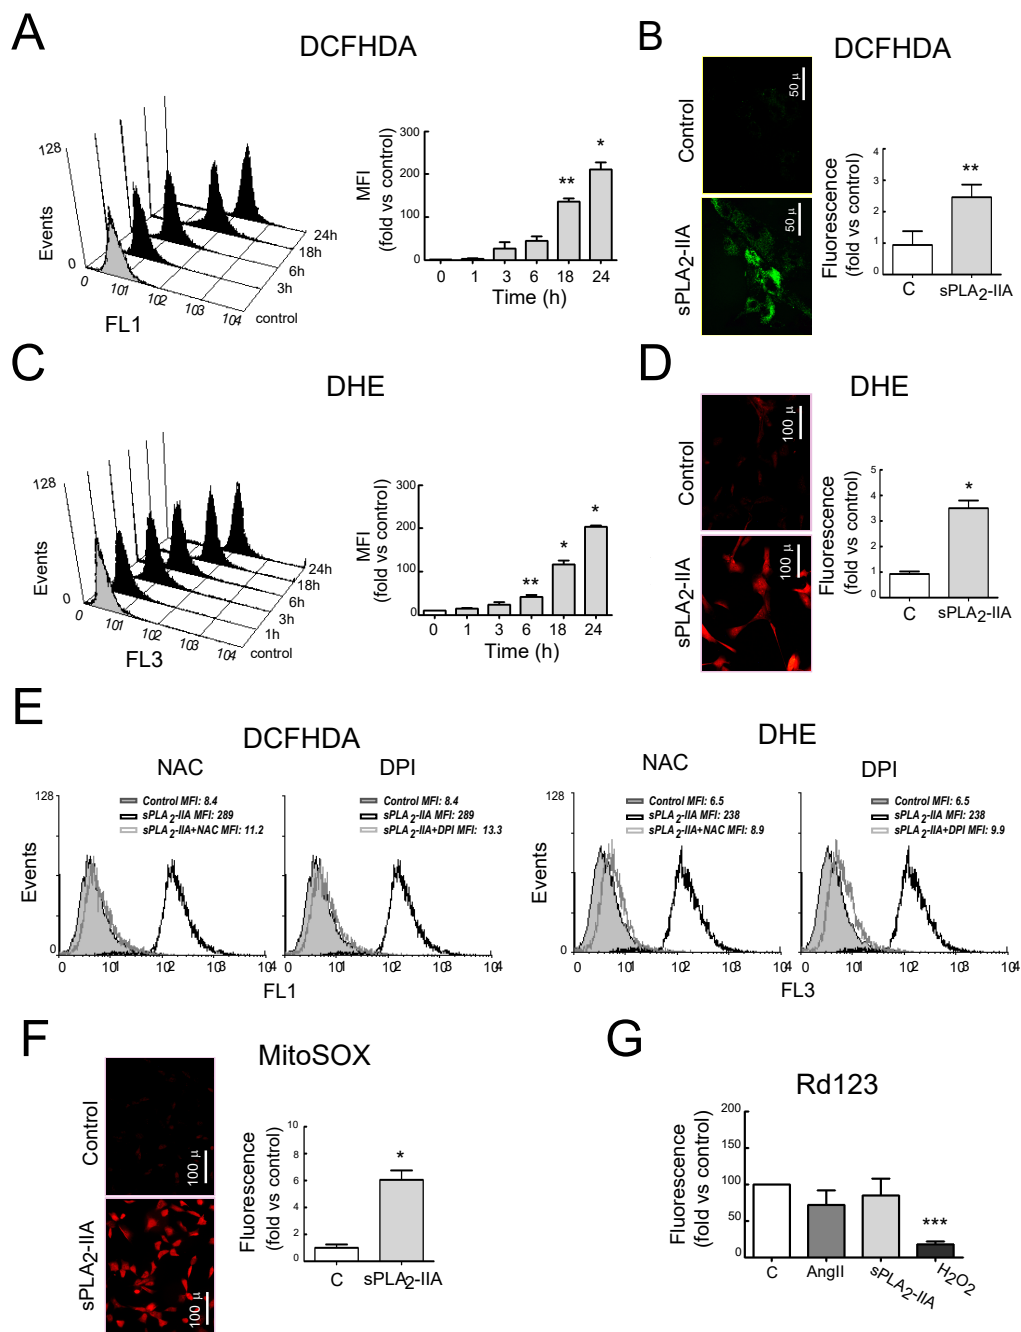 A
DCFHDA
128
Events
0
0
10¹
10²
10³
10⁴
FL1
24h
18h
6h
3h
control
300
200
100
0
MFI
(fold vs control)
**
*
0 1 3 6 18 24
Time (h)
B
DCFHDA
Control
50 µ
sPLA₂-IIA
50 µ
Fluorescence
(fold vs control)
4
3
2
1
0
**
C sPLA₂-IIA
C
DHE
128
Events
0
0
10¹
10²
10³
10⁴
FL3
24h
18h
6h
3h
1h
control
300
200
100
0
MFI
(fold vs control)
**
*
*
0 1 3 6 18 24
Time (h)
D
DHE
Control
100 µ
sPLA₂-IIA
100 µ
Fluorescence
(fold vs control)
5
4
3
2
1
0
*
C sPLA₂-IIA
E
DCFHDA
NAC
128
Events
0
Control MFI: 8.4
sPLA₂-IIA MFI: 289
sPLA₂-IIA+NAC MFI: 11.2
0 10¹ 10² 10³ 10⁴
DPI
Control MFI: 8.4
sPLA₂-IIA MFI: 289
sPLA₂-IIA+DPI MFI: 13.3
0 10¹ 10² 10³ 10⁴
FL1
DHE
NAC
128
Events
0
Control MFI: 6.5
sPLA₂-IIA MFI: 238
sPLA₂-IIA+NAC MFI: 8.9
0 10¹ 10² 10³ 10⁴
DPI
Control MFI: 6.5
sPLA₂-IIA MFI: 238
sPLA₂-IIA+DPI MFI: 9.9
0 10¹ 10² 10³ 10⁴
FL3
F
MitoSOX
Control
100 µ
sPLA₂-IIA
100 µ
Fluorescence
(fold vs control)
10
8
6
4
2
0
*
C sPLA₂-IIA
G
Rd123
Fluorescence
(fold vs control)
200
150
100
50
0
***
C AngII sPLA₂-IIA H₂O₂